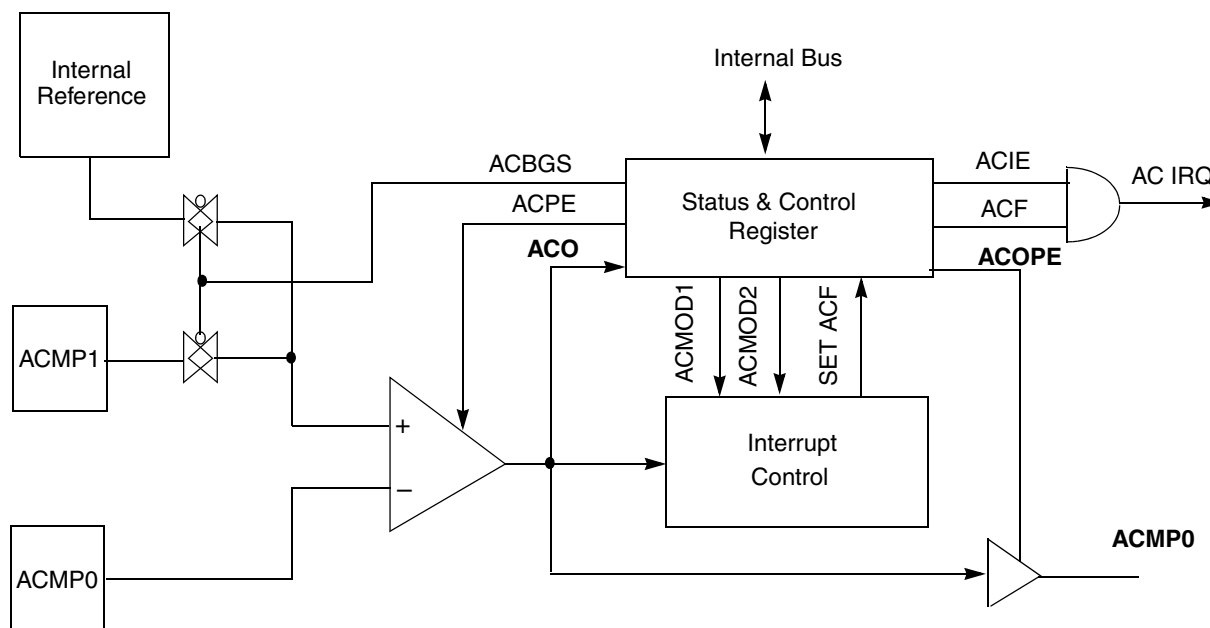 Internal
Reference
Internal Bus
ACBGS
ACPE
ACO
Status & Control
Register
ACIE
ACF
AC IRQ
ACOPE
ACMOD1
ACMOD2
SET ACF
ACMP1
+
−
Interrupt
Control
ACMP0
ACMP0